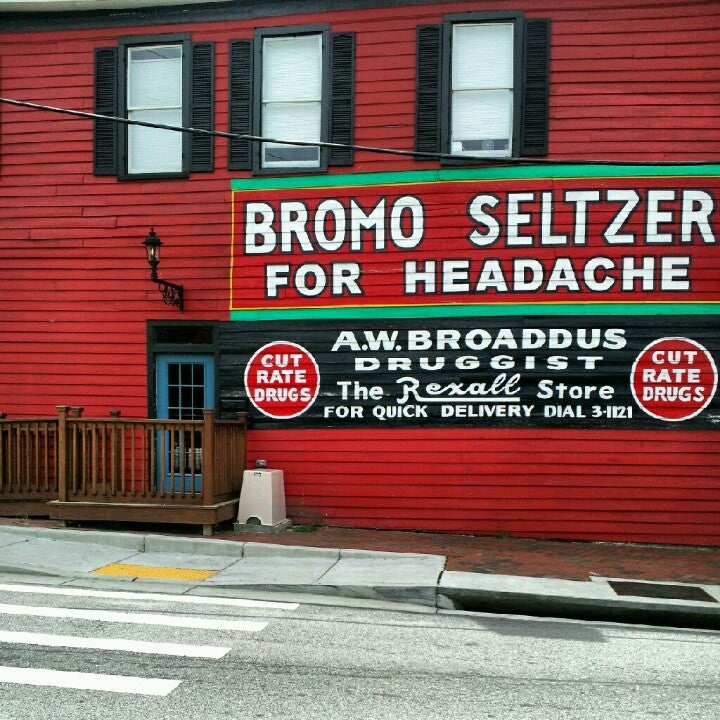 BROMO SELTZER
FOR HEADACHE
A.W. BROADDUS
DRUGGIST
The Rexall Store
FOR QUICK DELIVERY DIAL 3-1121
CUT
RATE
DRUGS
CUT
RATE
DRUGS